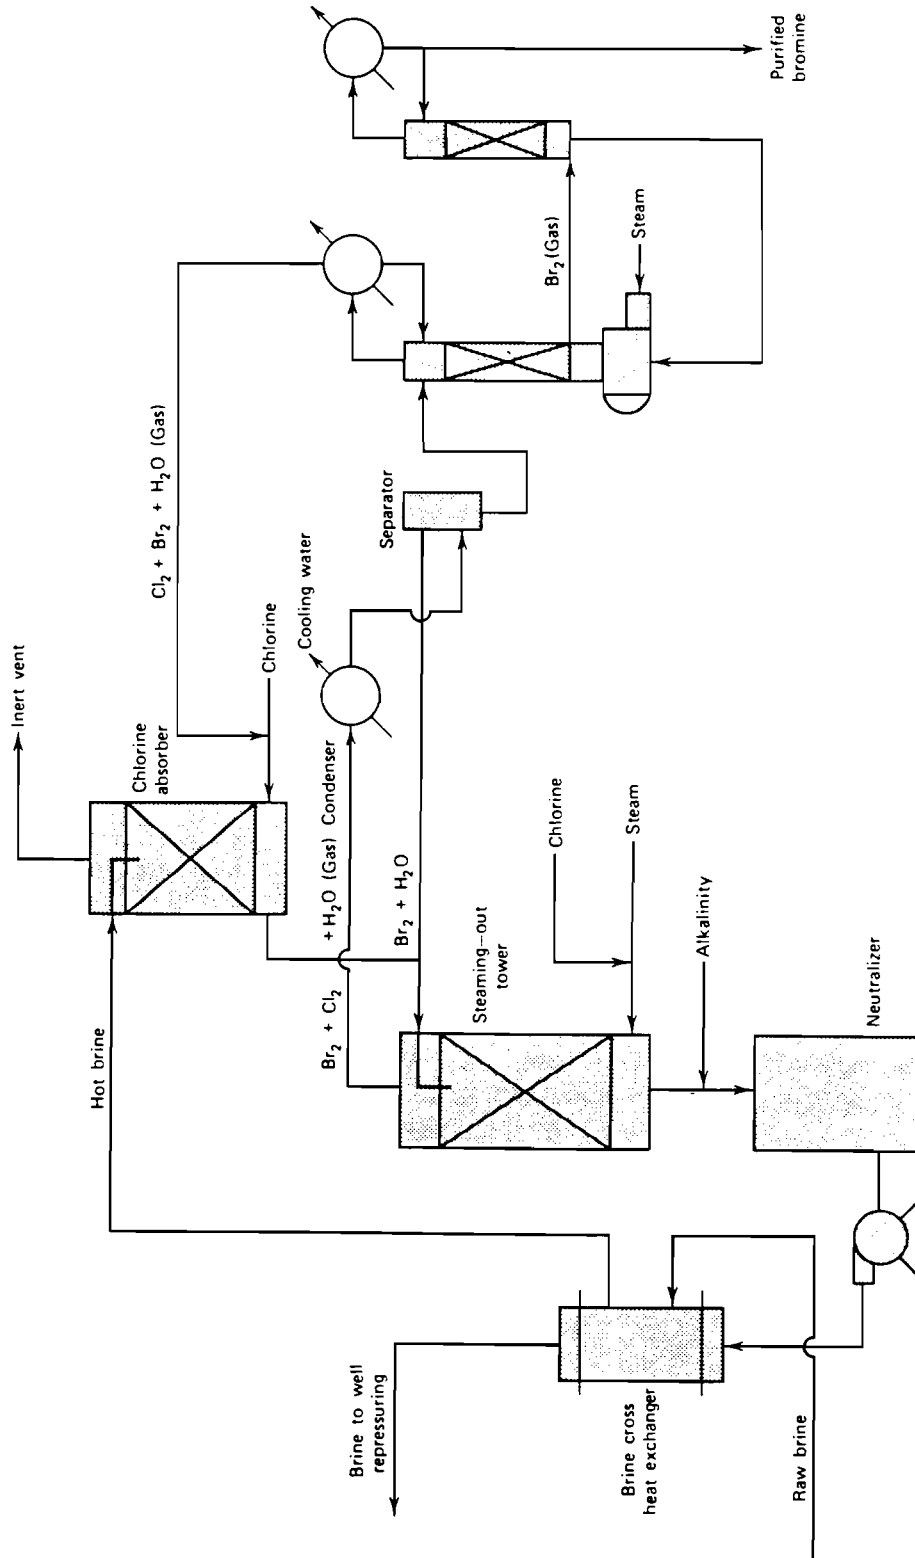 Inert vent
Chlorine
absorber
Cl₂ + Br₂ + H₂O (Gas)
Chlorine
Hot brine
Br₂ + Cl₂
+ H₂O (Gas) Condenser
Cooling water
Separator
Br₂ + H₂O
Br₂ (Gas)
Steam
Purified
bromine
Steaming–out
tower
Chlorine
Steam
Alkalinity
Neutralizer
Brine to well
repressuring
Brine cross
heat exchanger
Raw brine